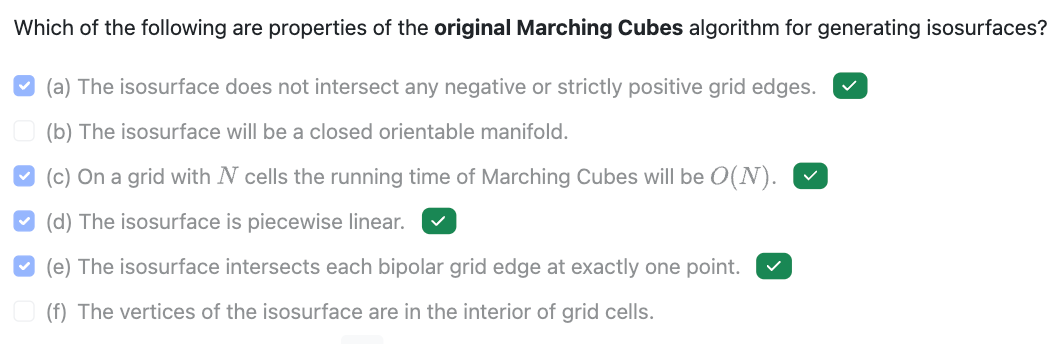 Which of the following are properties of the original Marching Cubes algorithm for generating isosurfaces?
(a) The isosurface does not intersect any negative or strictly positive grid edges.
(b) The isosurface will be a closed orientable manifold.
(c) On a grid with N cells the running time of Marching Cubes will be O(N).
(d) The isosurface is piecewise linear.
(e) The isosurface intersects each bipolar grid edge at exactly one point.
(f) The vertices of the isosurface are in the interior of grid cells.